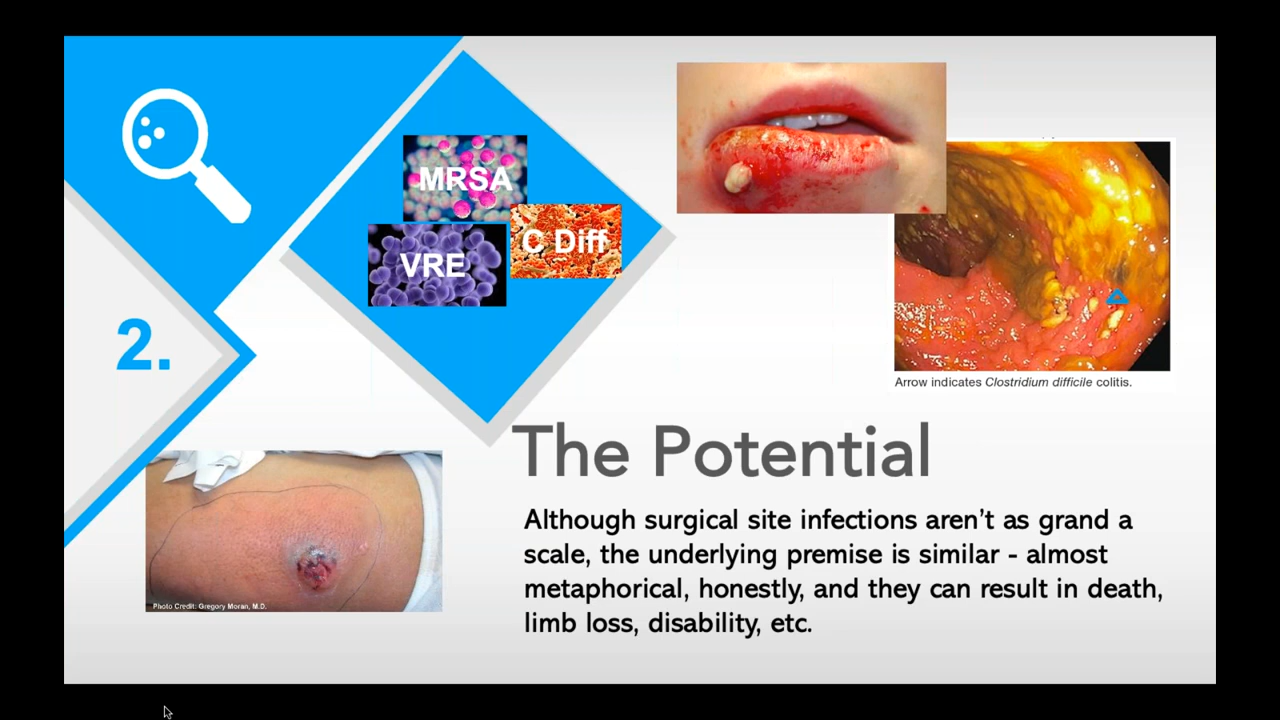 MRSA
C Diff
VRE
2.
Arrow indicates Clostridium difficile colitis.
The Potential
Although surgical site infections aren't as grand a
scale, the underlying premise is similar - almost
metaphorical, honestly, and they can result in death,
limb loss, disability, etc.
Photo Credit: Gregory Moran, M.D.